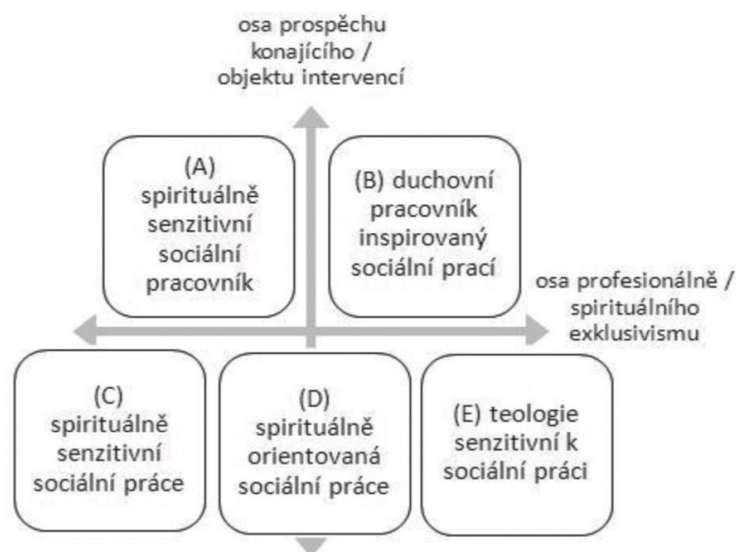 osa prospěchu
konajícího /
objektu intervencí
(A)
spirituálně
senzitivní
sociální
pracovník
(B) duchovní
pracovník
inspirovaný
sociální prací
osa profesionálně /
spirituálního
exklusivismu
(C)
spirituálně
senzitivní
sociální práce
(D)
spirituálně
orientovaná
sociální práce
(E) teologie
senzitivní k
sociální práci